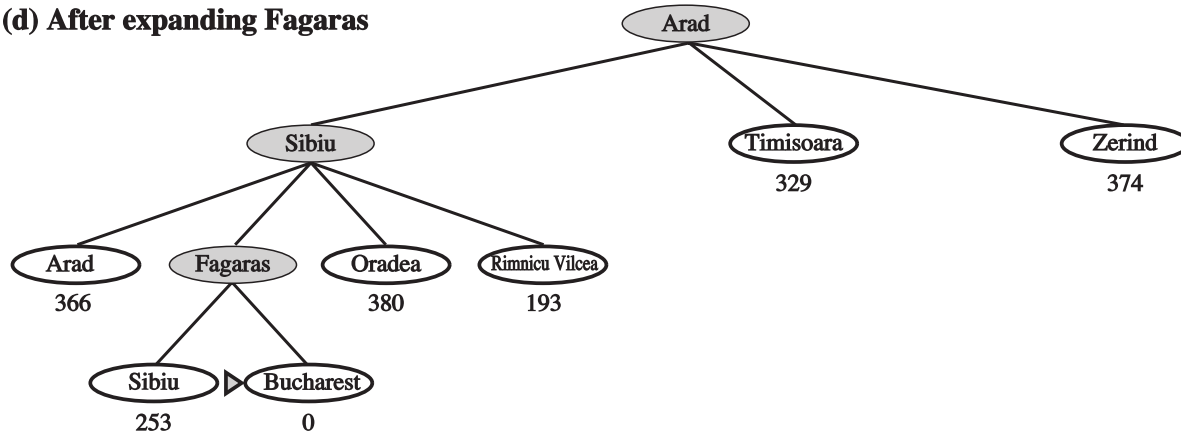 (d) After expanding Fagaras
Arad
Sibiu
Timisoara
Zerind
329
374
Arad
Fagaras
Oradea
Rimnicu Vilcea
366
380
193
Sibiu
Bucharest
253
0